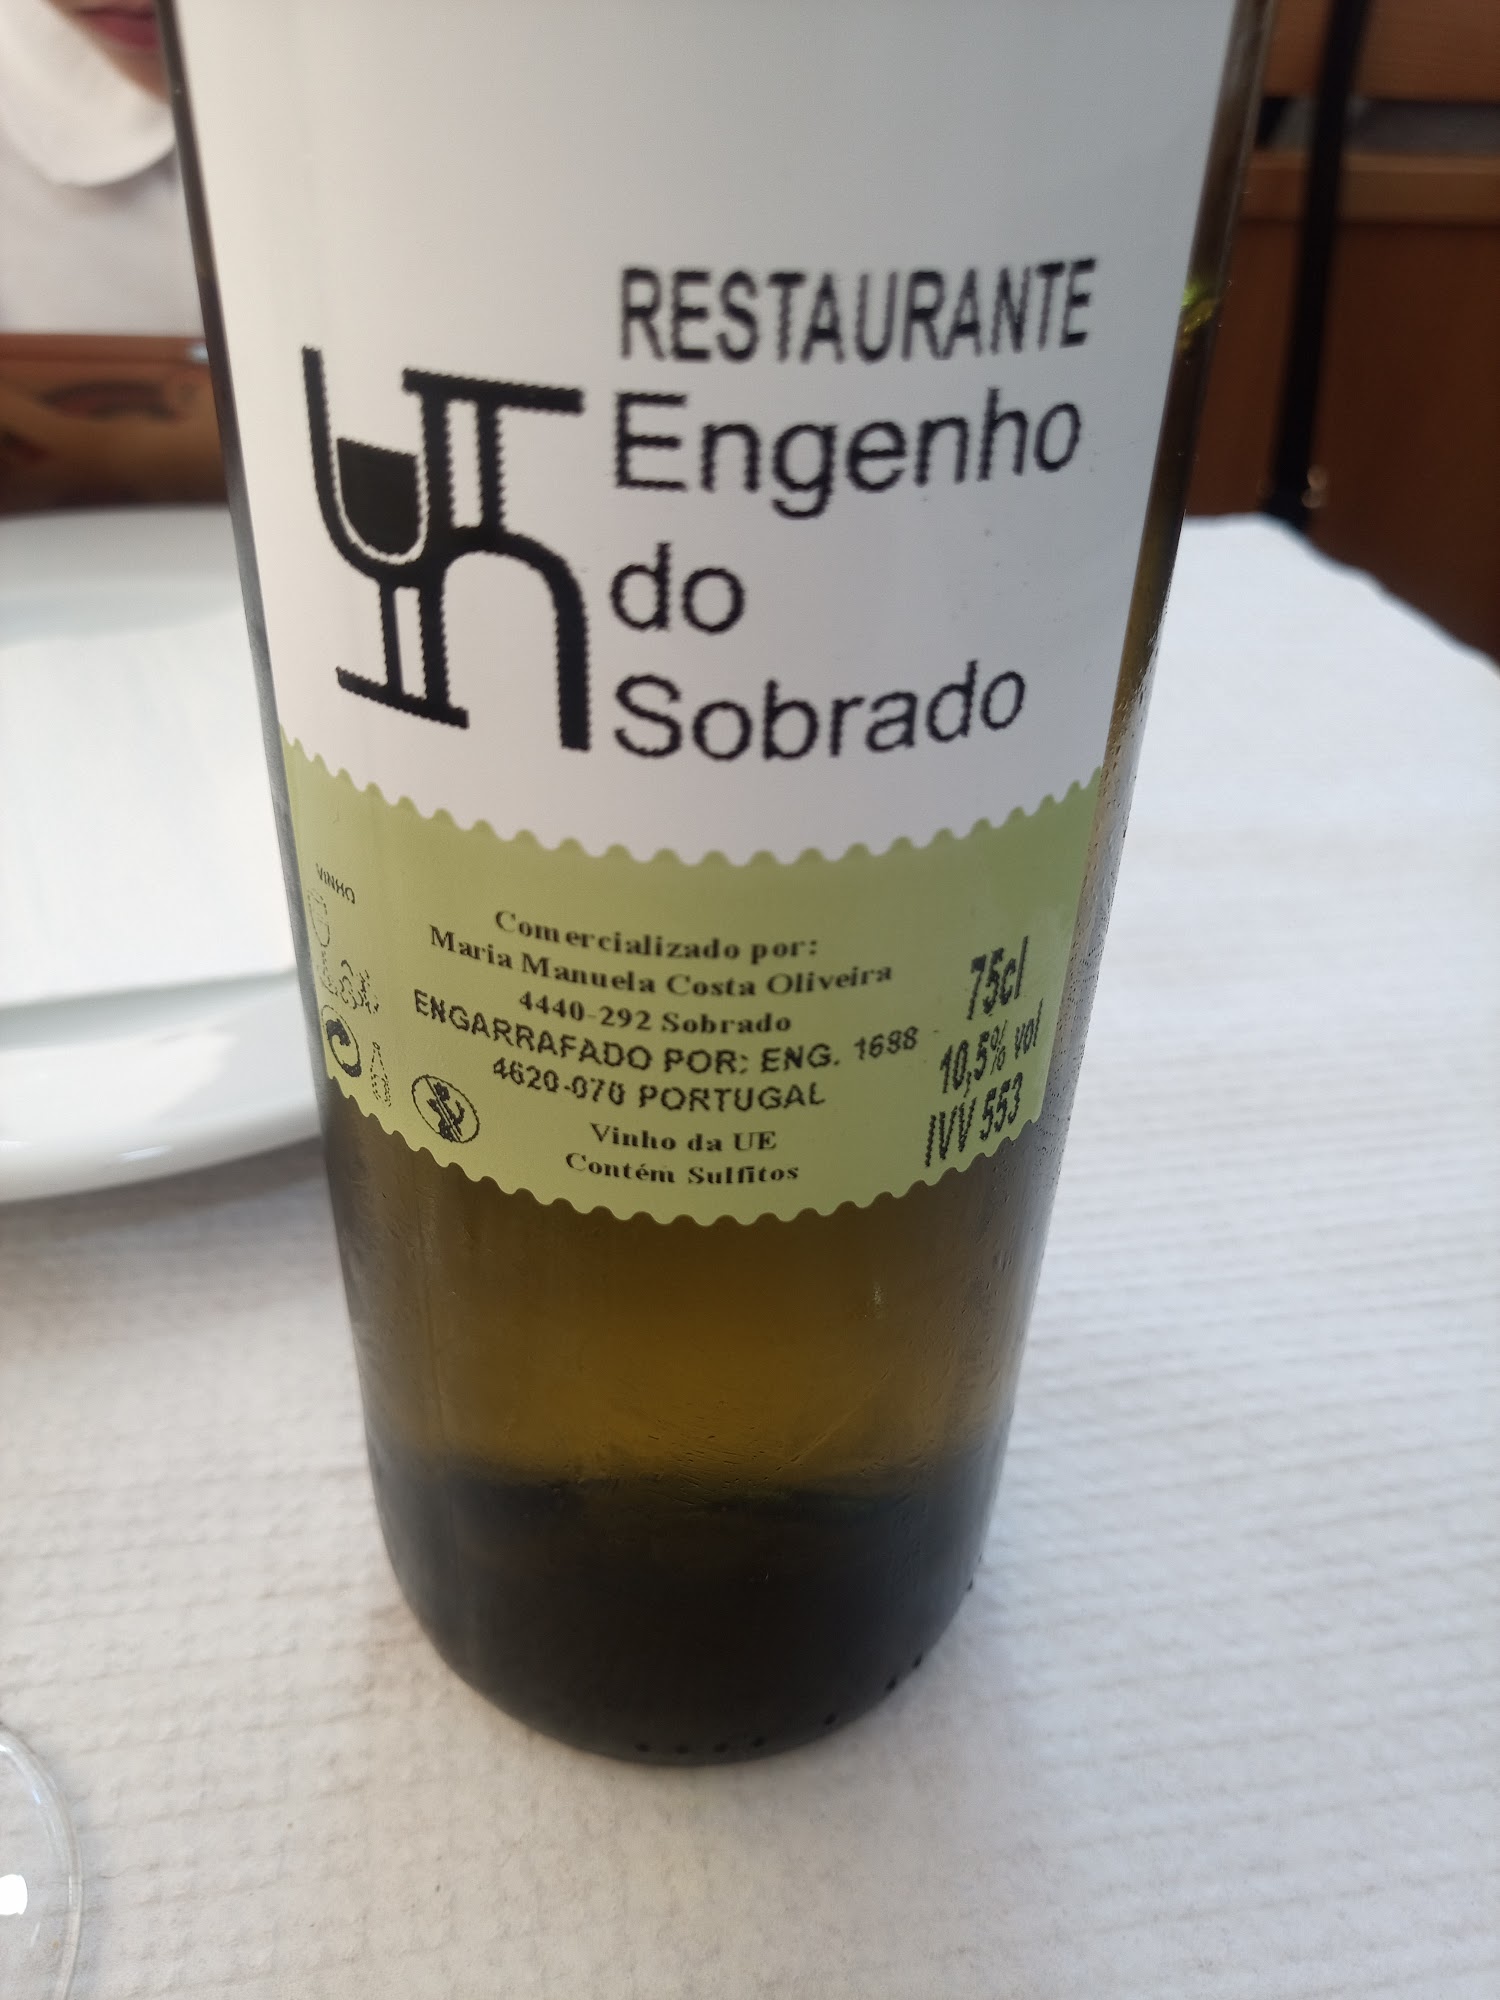 RESTAURANTE
Engenho
do
Sobrado
VINHO
Comercializado por:
Maria Manuela Costa Oliveira
4440-292 Sobrado
ENGARRAFADO POR: ENG. 1688
4620-070 PORTUGAL
Vinho da UE
Contém Sulfitos
75cl
10,5% vol
IVV 553